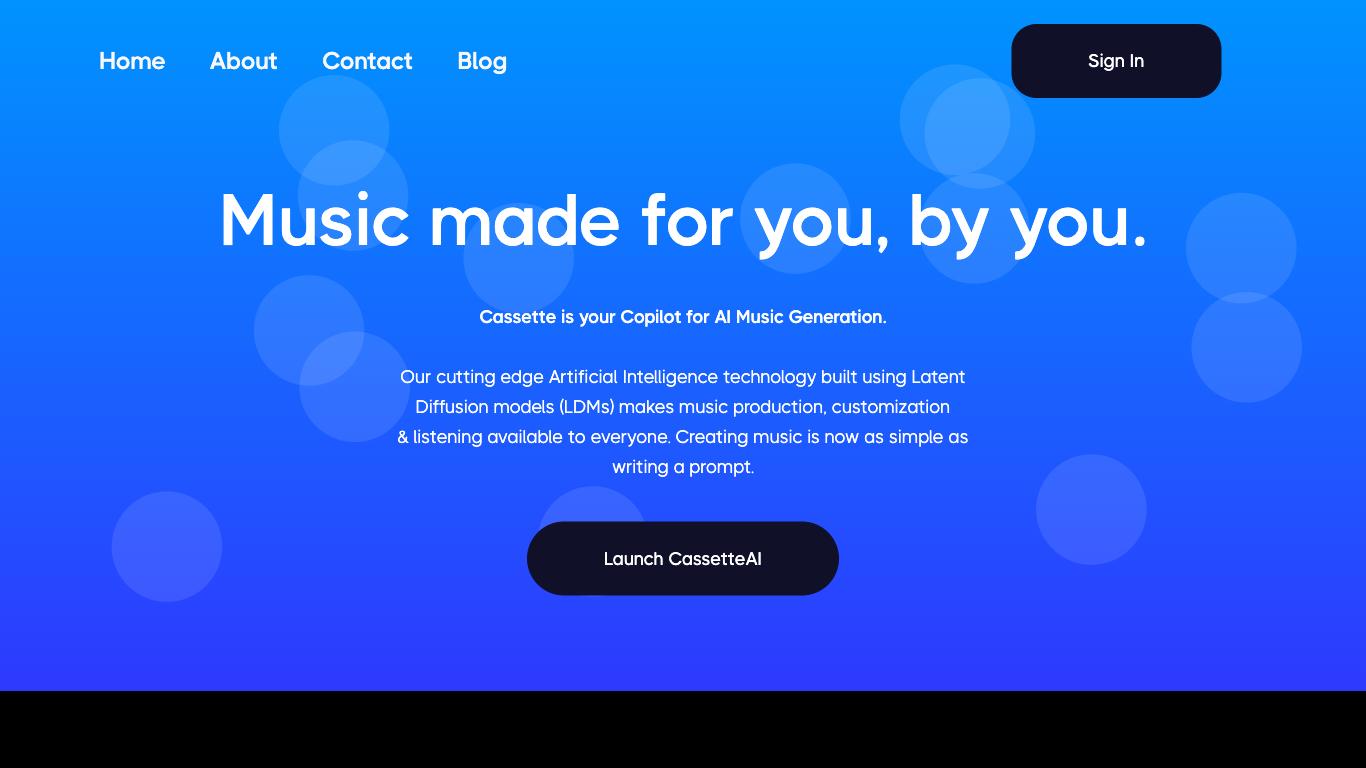 Home About Contact Blog Sign In
Music made for you, by you.
Cassette is your Copilot for AI Music Generation.
Our cutting edge Artificial Intelligence technology built using Latent
Diffusion models (LDMs) makes music production, customization
& listening available to everyone. Creating music is now as simple as
writing a prompt.
Launch CassetteAI